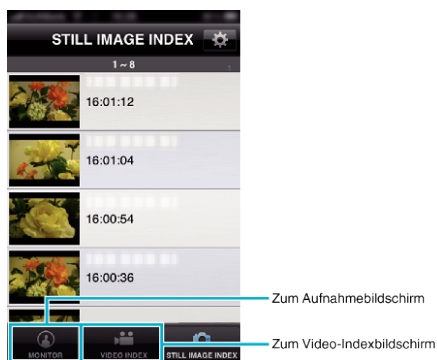 STILL IMAGE INDEX
1 ~ 8
16:01:12
16:01:04
16:00:54
16:00:36
Zum Aufnahmebildschirm
MONITOR
VIDEO INDEX
STILL IMAGE INDEX
Zum Video-Indexbildschirm